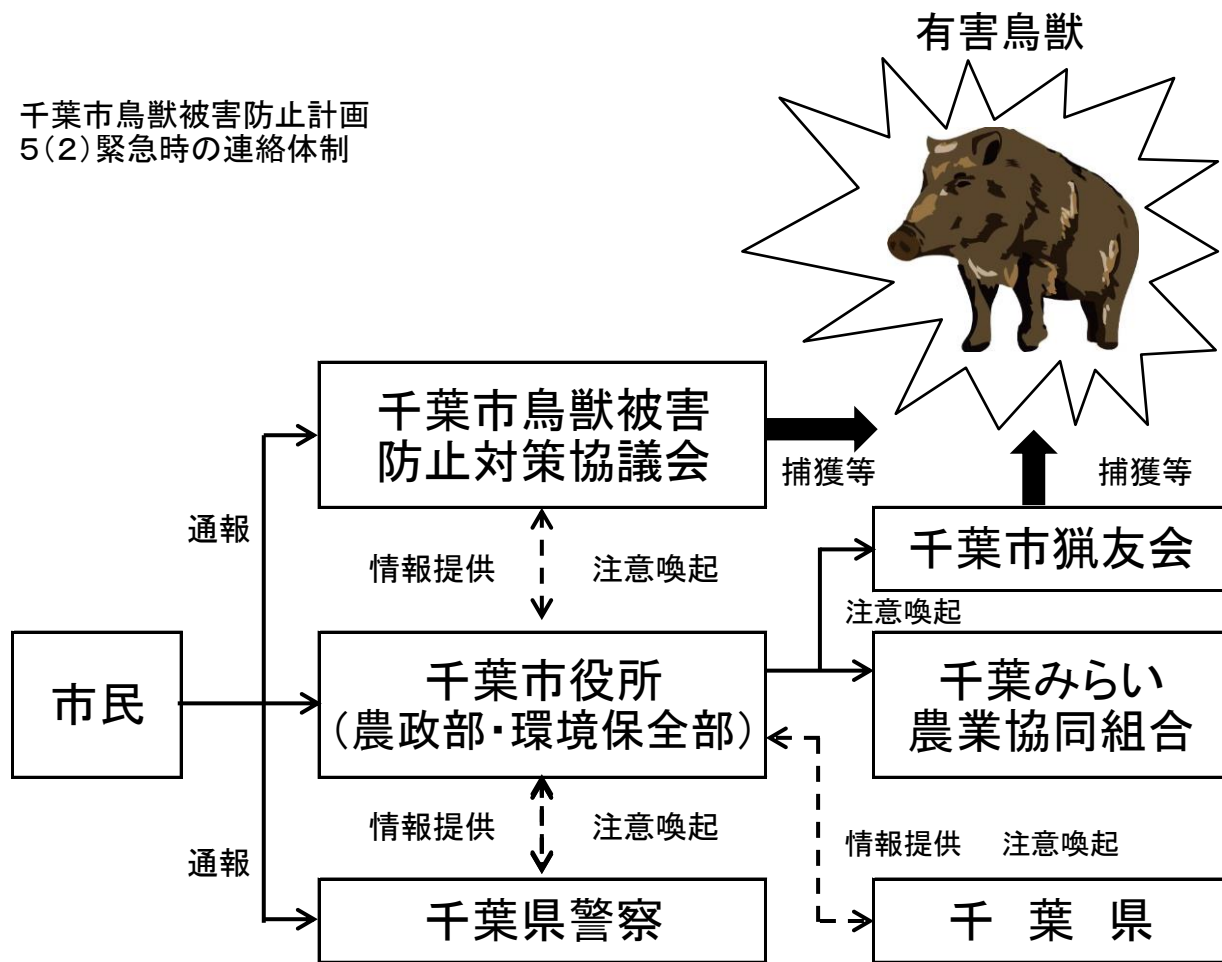 有害鳥獣
千葉市鳥獣被害防止計画
5(2)緊急時の連絡体制
千葉市鳥獣被害
防止対策協議会
捕獲等
捕獲等
通報
情報提供
注意喚起
千葉市猟友会
注意喚起
市民
千葉市役所
(農政部・環境保全部)
千葉みらい
農業協同組合
情報提供
注意喚起
情報提供
注意喚起
通報
千葉県警察
千葉県